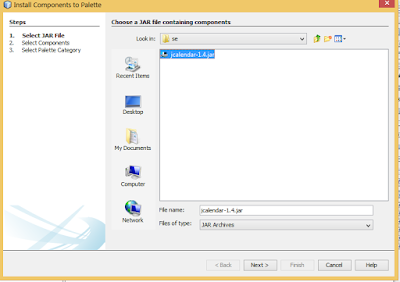 Install Components to Palette
Steps
1. Select JAR File
2. Select Components
3. Select Palette Category
Choose a JAR file containing components
Look in: se
jcalendar-1.4.jar
Recent Items
Desktop
My Documents
Computer
Network
File name: jcalendar-1.4.jar
Files of type: JAR Archives
< Back Next > Finish Cancel Help